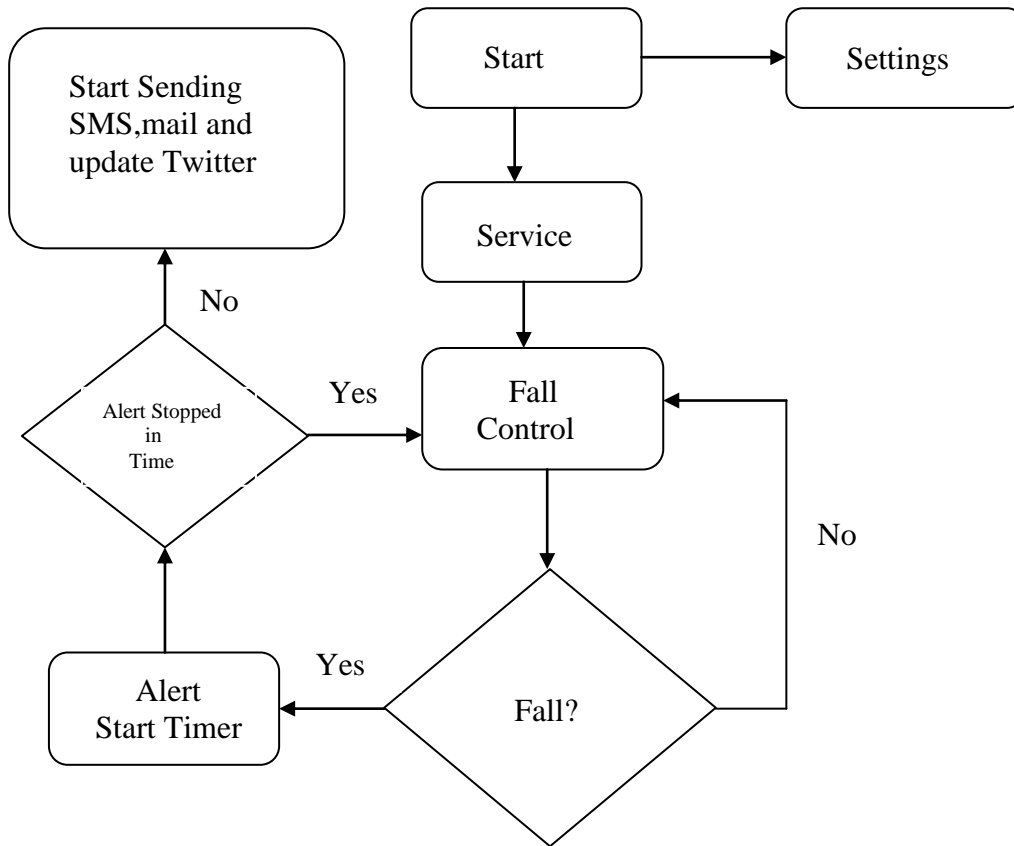 Start
Settings
Start Sending
SMS,mail and
update Twitter
Service
No
Yes
Fall
Control
Alert Stopped
in
Time
No
Yes
Alert
Start Timer
Fall?